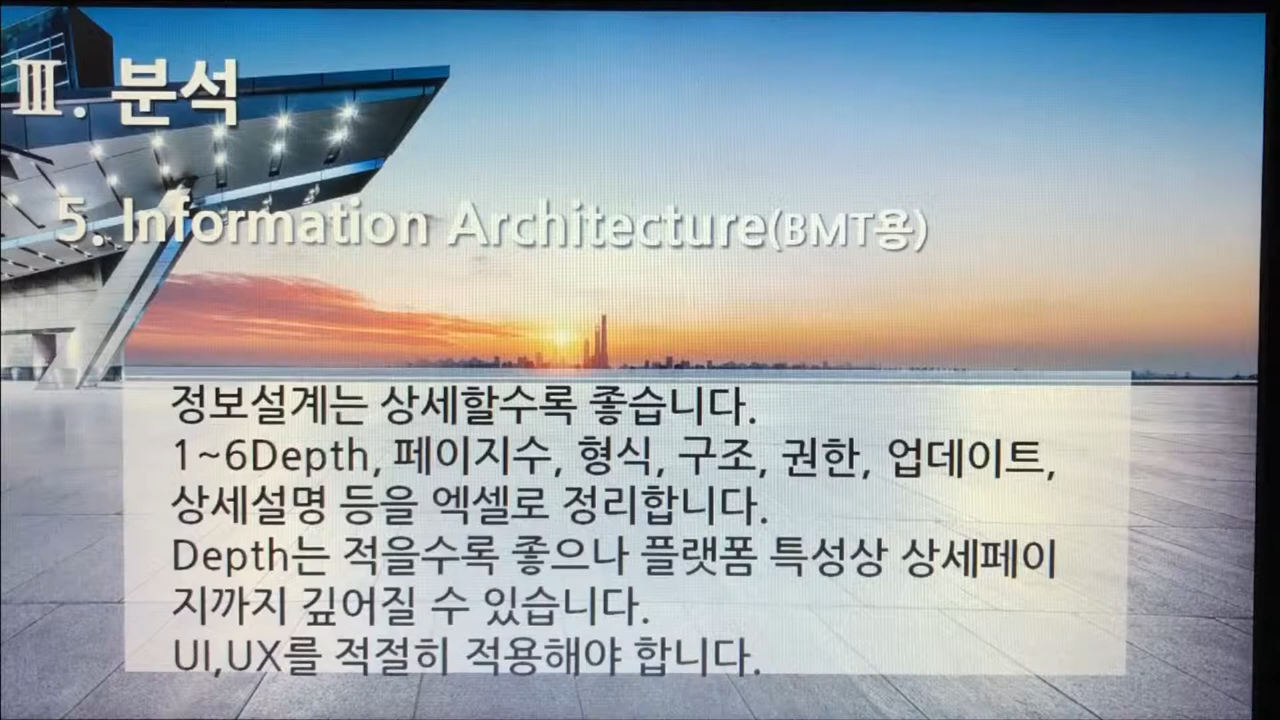 Ⅲ. 분석
5. Information Architecture(BMT용)
정보설계는 상세할수록 좋습니다.
1~6Depth, 페이지수, 형식, 구조, 권한, 업데이트,
상세설명 등을 엑셀로 정리합니다.
Depth는 적을수록 좋으나 플랫폼 특성상 상세페이
지까지 깊어질 수 있습니다.
UI,UX를 적절히 적용해야 합니다.